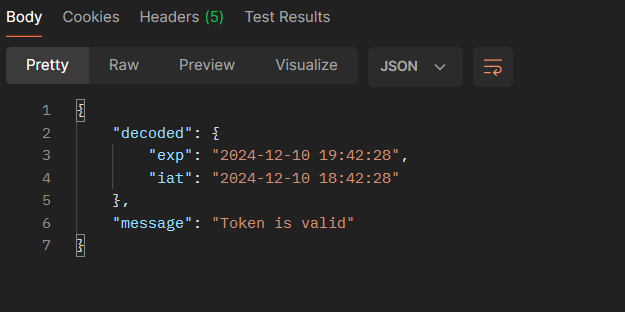 Body Cookies Headers (5) Test Results
Pretty Raw Preview Visualize JSON
1 {
2 "decoded": {
3 "exp": "2024-12-10 19:42:28",
4 "iat": "2024-12-10 18:42:28"
5 },
6 "message": "Token is valid"
7 }